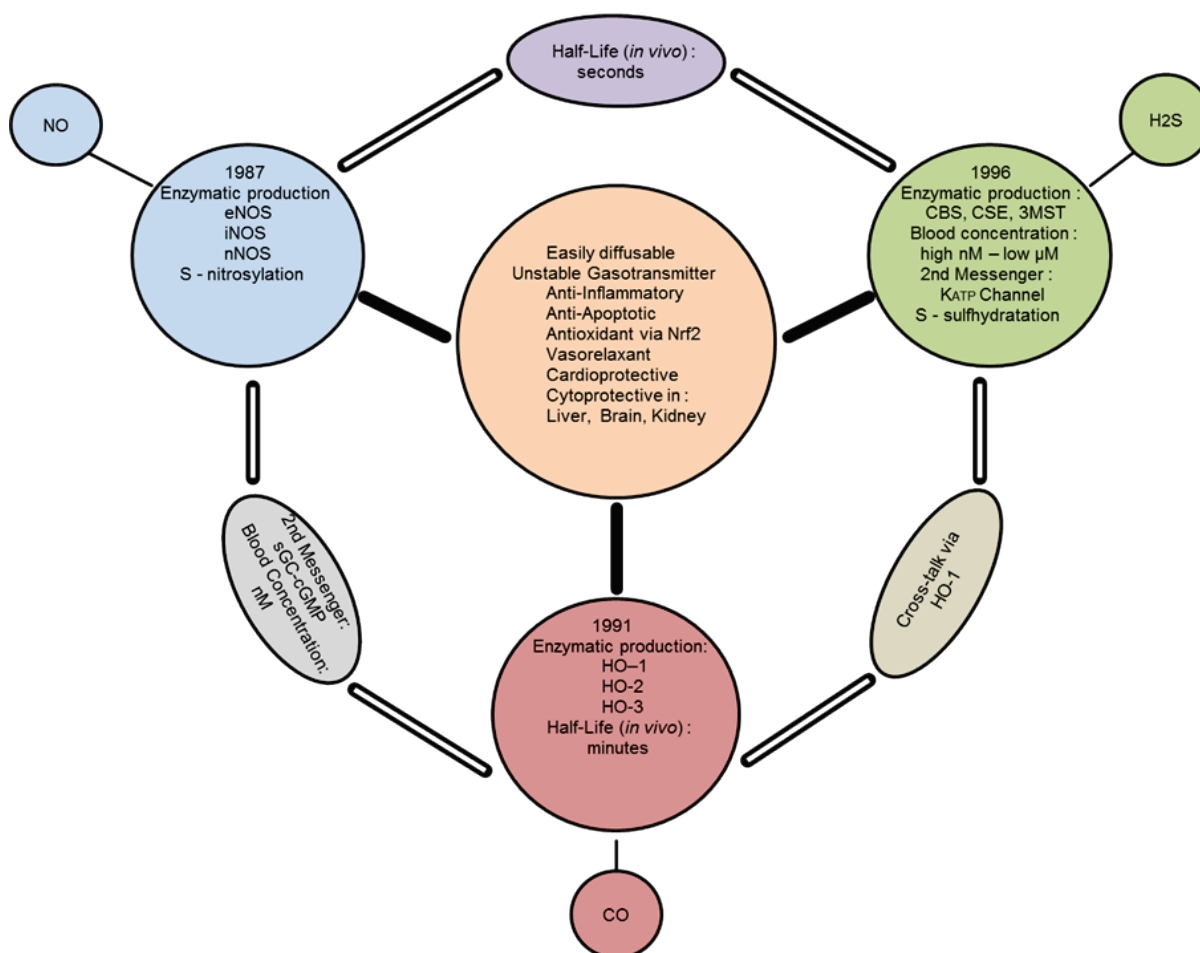 Half-Life (in vivo) :
seconds
NO
H2S
1987
Enzymatic production
eNOS
iNOS
nNOS
S - nitrosylation
1996
Enzymatic production :
CBS, CSE, 3MST
Blood concentration :
high nM – low µM
2nd Messenger :
KATP Channel
S - sulfhydratation
Easily diffusable
Unstable Gasotransmitter
Anti-Inflammatory
Anti-Apoptotic
Antioxidant via Nrf2
Vasorelaxant
Cardioprotective
Cytoprotective in :
Liver, Brain, Kidney
2nd Messenger:
sGC-cGMP
Blood Concentration:
nM
Cross-talk via
HO-1
1991
Enzymatic production:
HO–1
HO-2
HO-3
Half-Life (in vivo) :
minutes
CO